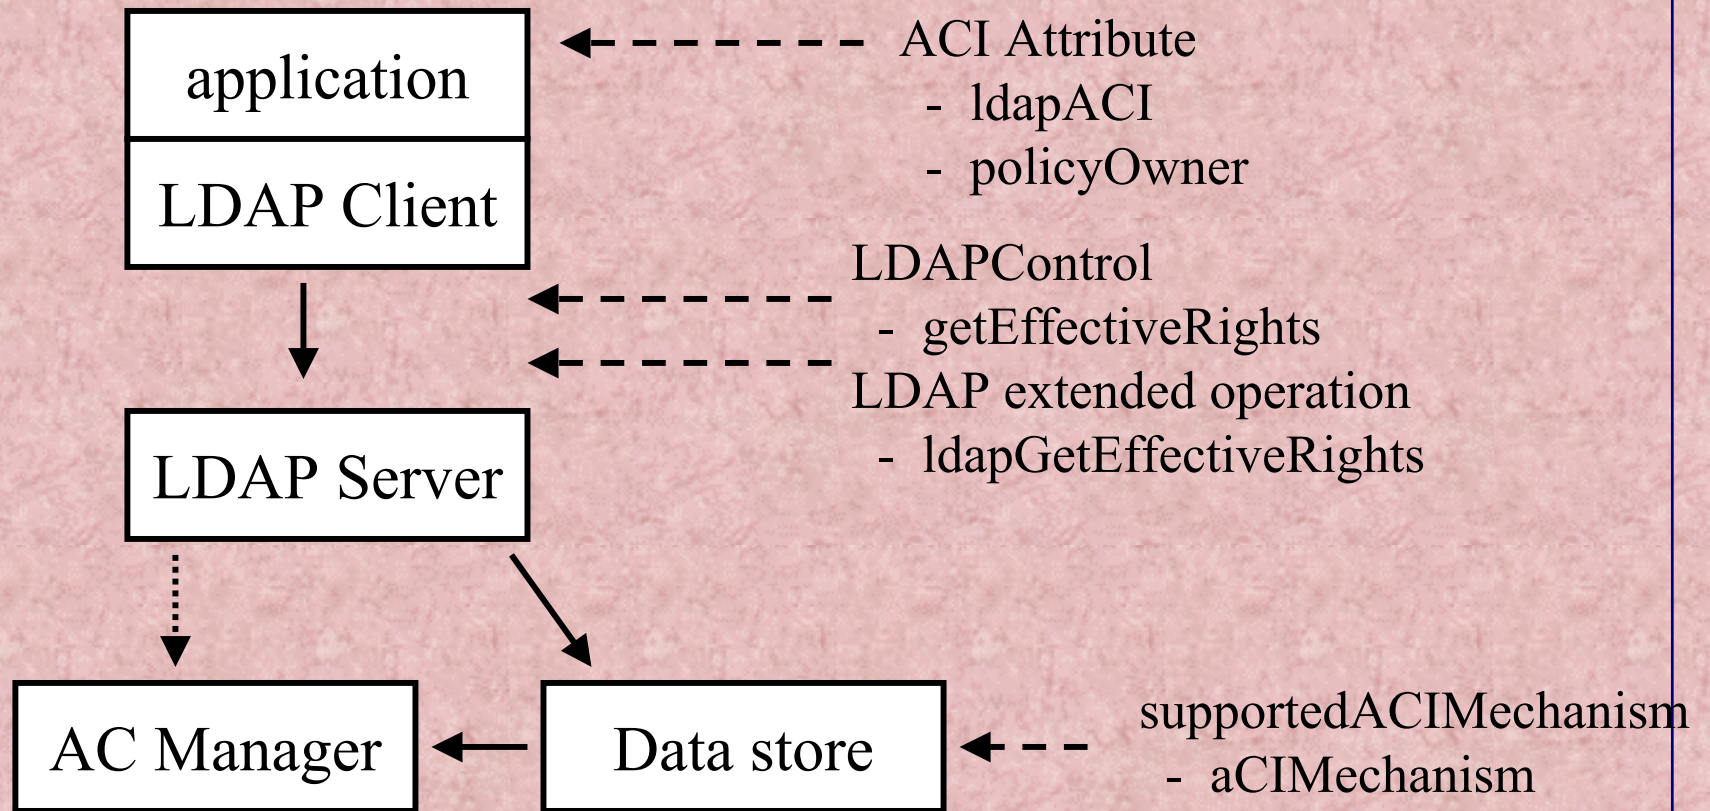 application
ACI Attribute
- ldapACI
- policyOwner
LDAP Client
LDAPControl
- getEffectiveRights
LDAP extended operation
- ldapGetEffectiveRights
LDAP Server
AC Manager
Data store
supportedACIMechanism
- aCIMechanism